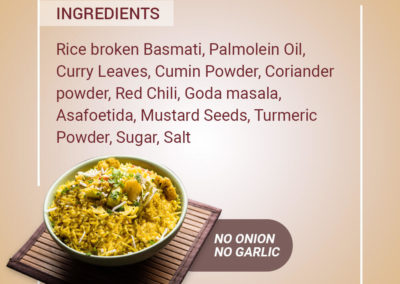 INGREDIENTS
Rice broken Basmati, Palmolein Oil,
Curry Leaves, Cumin Powder, Coriander
powder, Red Chili, Goda masala,
Asafoetida, Mustard Seeds, Turmeric
Powder, Sugar, Salt
NO ONION
NO GARLIC